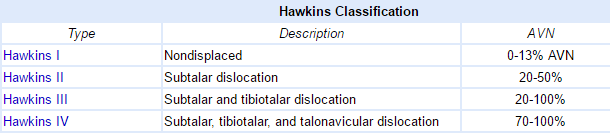 Hawkins Classification
Type Description AVN
Hawkins I Nondisplaced 0-13% AVN
Hawkins II Subtalar dislocation 20-50%
Hawkins III Subtalar and tibiotalar dislocation 20-100%
Hawkins IV Subtalar, tibiotalar, and talonavicular dislocation 70-100%